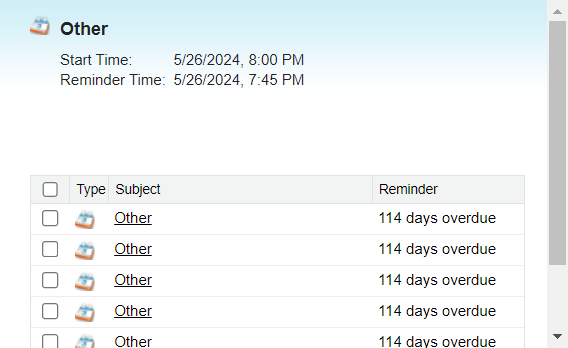 Other
Start Time: 5/26/2024, 8:00 PM
Reminder Time: 5/26/2024, 7:45 PM
Type Subject Reminder
Other 114 days overdue
Other 114 days overdue
Other 114 days overdue
Other 114 days overdue
Other 114 days overdue